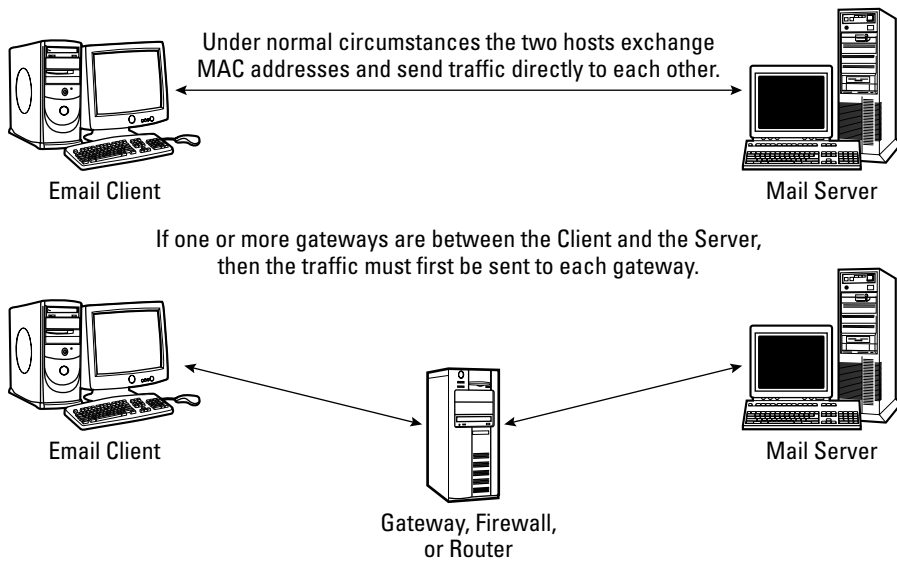 Under normal circumstances the two hosts exchange
MAC addresses and send traffic directly to each other.
Email Client
Mail Server
If one or more gateways are between the Client and the Server,
then the traffic must first be sent to each gateway.
Email Client
Mail Server
Gateway, Firewall,
or Router